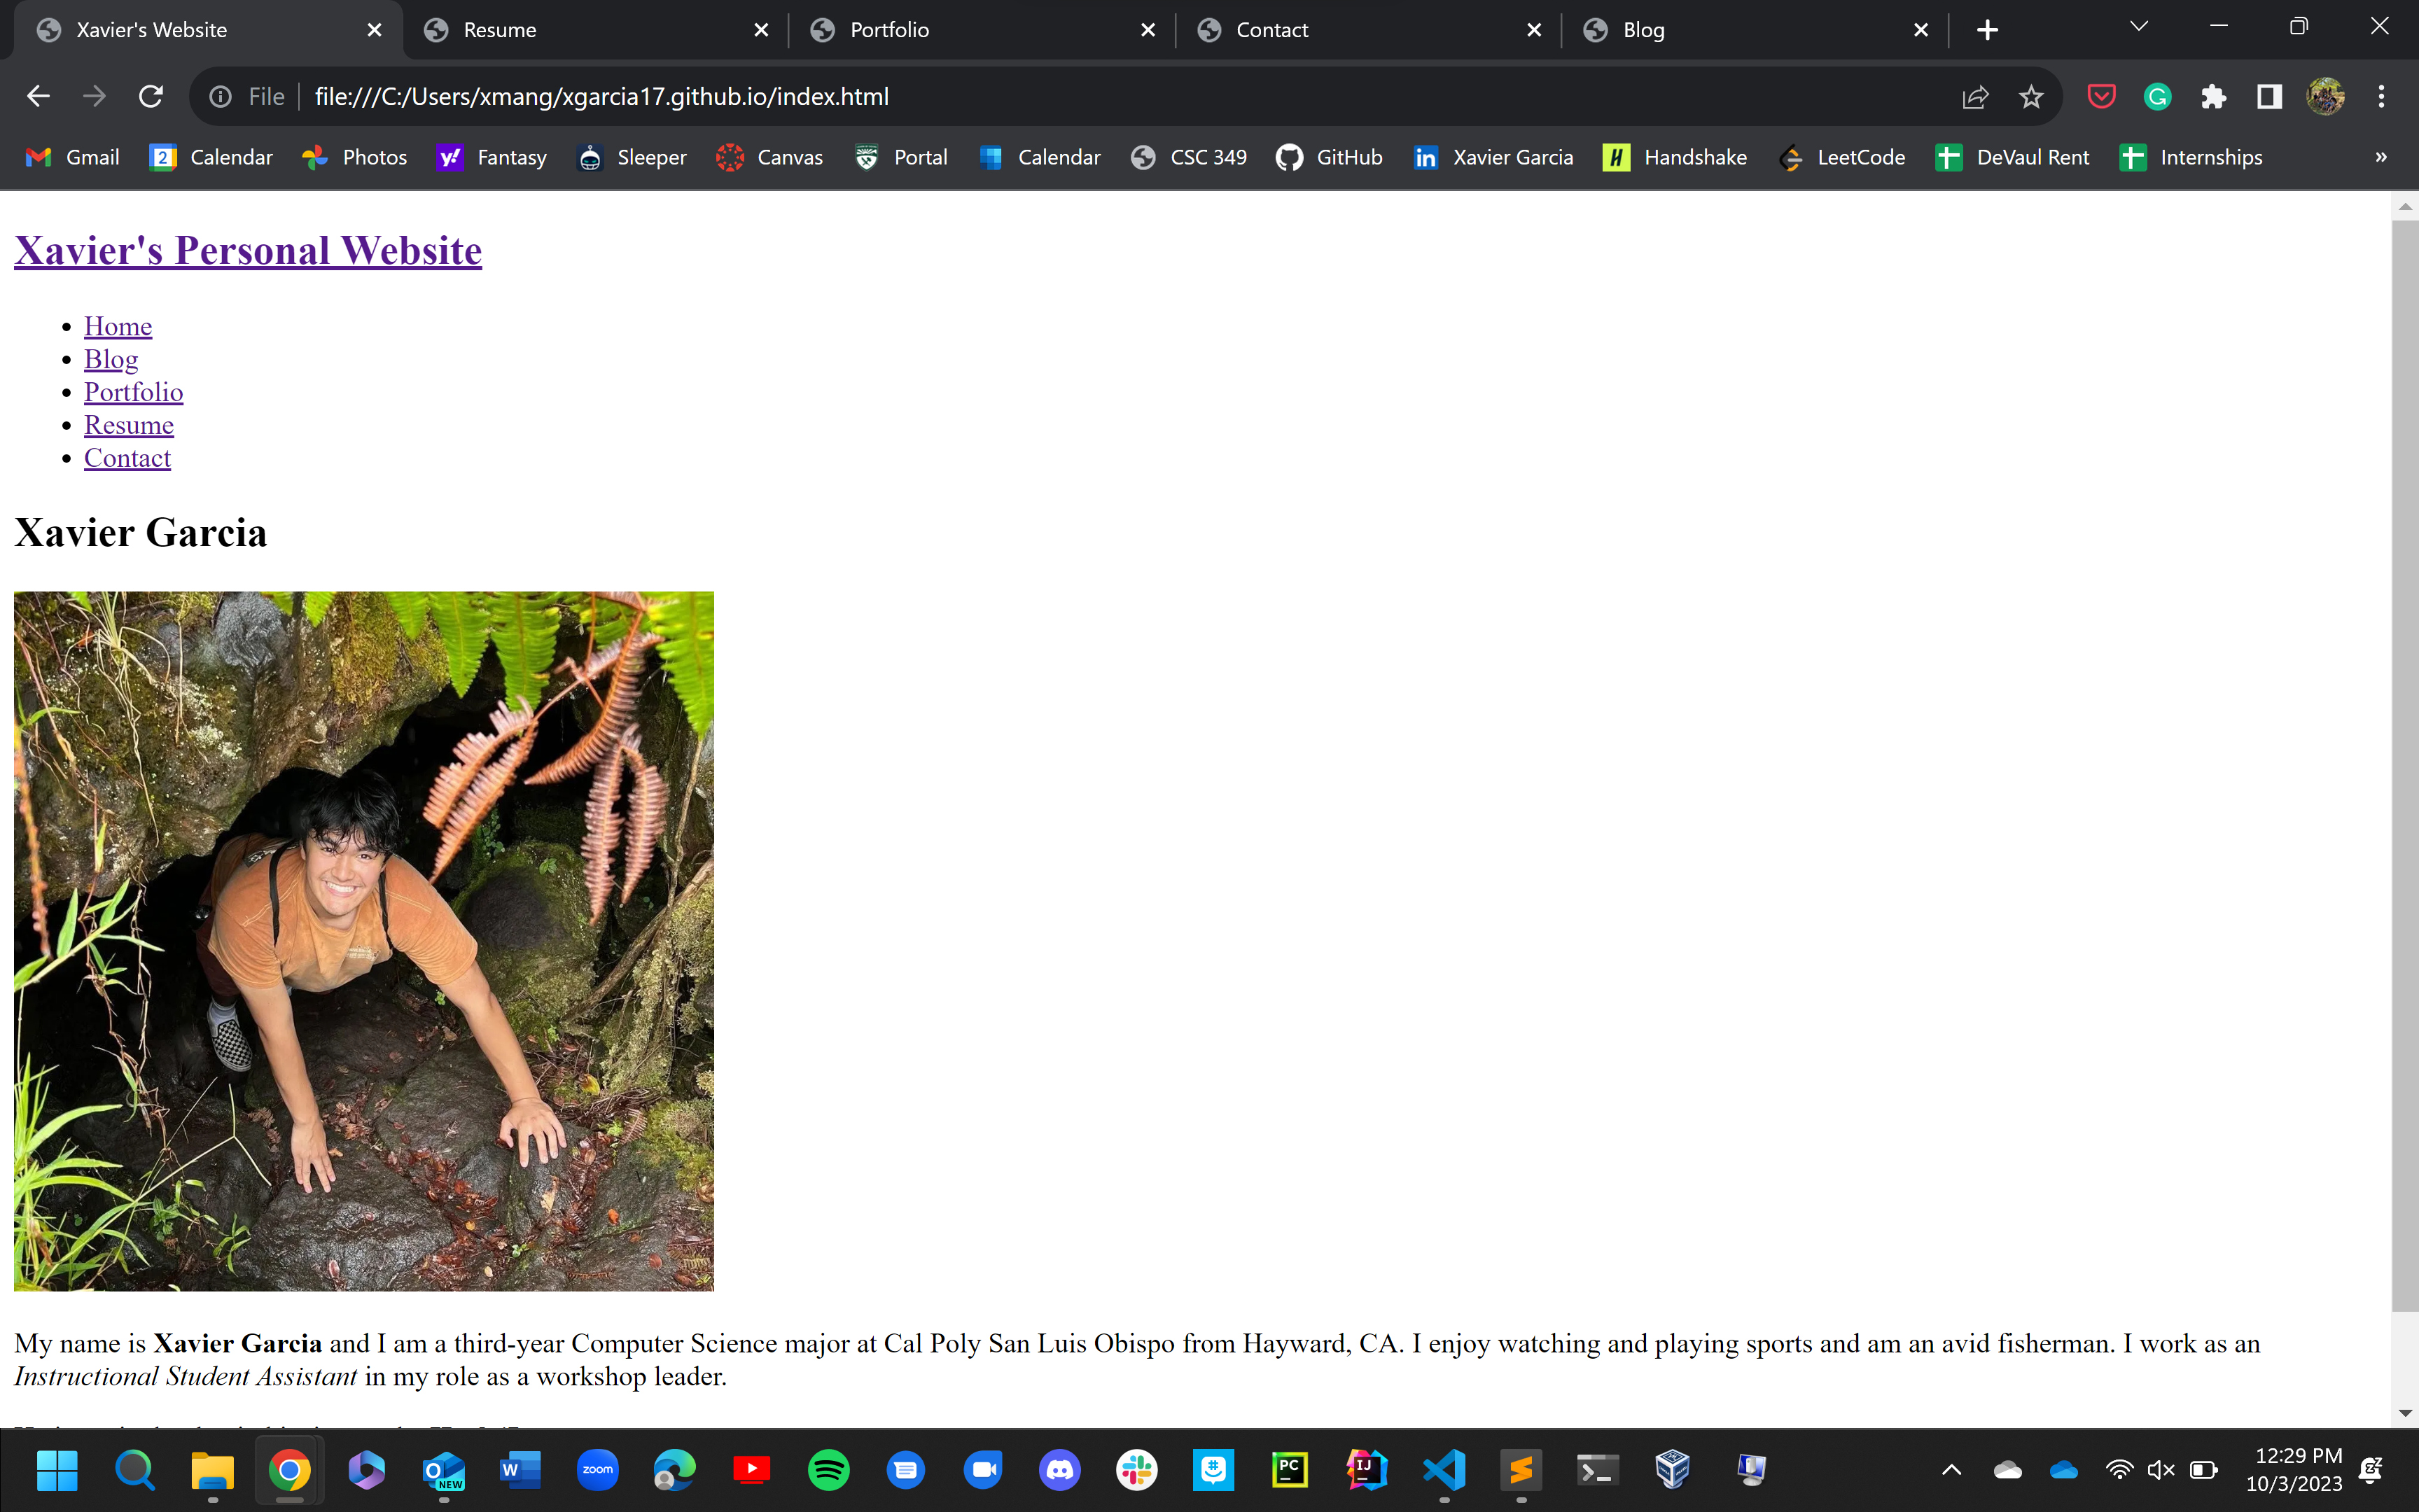 Xavier's Website
Resume
Portfolio
Contact
Blog
File
file:///C:/Users/xmang/xgarcia17.github.io/index.html
Gmail
2 Calendar
Photos
y! Fantasy
Sleeper
Canvas
Portal
Calendar
CSC 349
GitHub
in Xavier Garcia
H Handshake
LeetCode
DeVaul Rent
Internships
»
Xavier's Personal Website
Home
Blog
Portfolio
Resume
Contact
Xavier Garcia
My name is Xavier Garcia and I am a third-year Computer Science major at Cal Poly San Luis Obispo from Hayward, CA. I enjoy watching and playing sports and am an avid fisherman. I work as an
Instructional Student Assistant in my role as a workshop leader.
NEW
W
zoom
PC
IJ
12:29 PM
10/3/2023